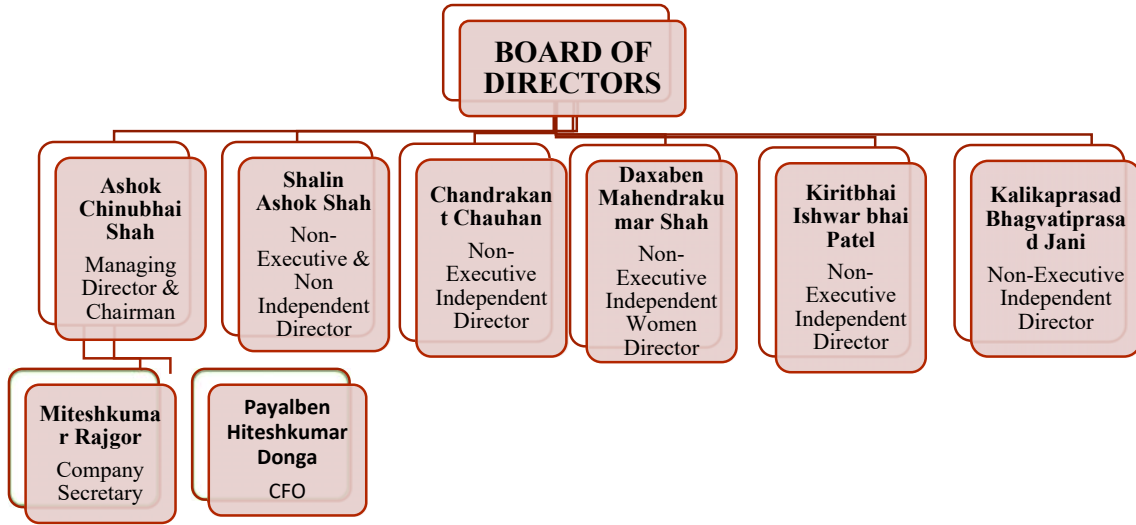 BOARD OF
DIRECTORS
Ashok
Chinubhai
Shah
Managing
Director &
Chairman
Shalin
Ashok Shah
Non-
Executive &
Non
Independent
Director
Chandrakan
t Chauhan
Non-
Executive
Independent
Director
Daxaben
Mahendraku
mar Shah
Non-
Executive
Independent
Women
Director
Kiritbhai
Ishwar bhai
Patel
Non-
Executive
Independent
Director
Kalikaprasad
Bhagvatipras
ad Jani
Non-Executive
Independent
Director
Miteshkuma
r Rajgor
Company
Secretary
Payalben
Hiteshkumar
Donga
CFO